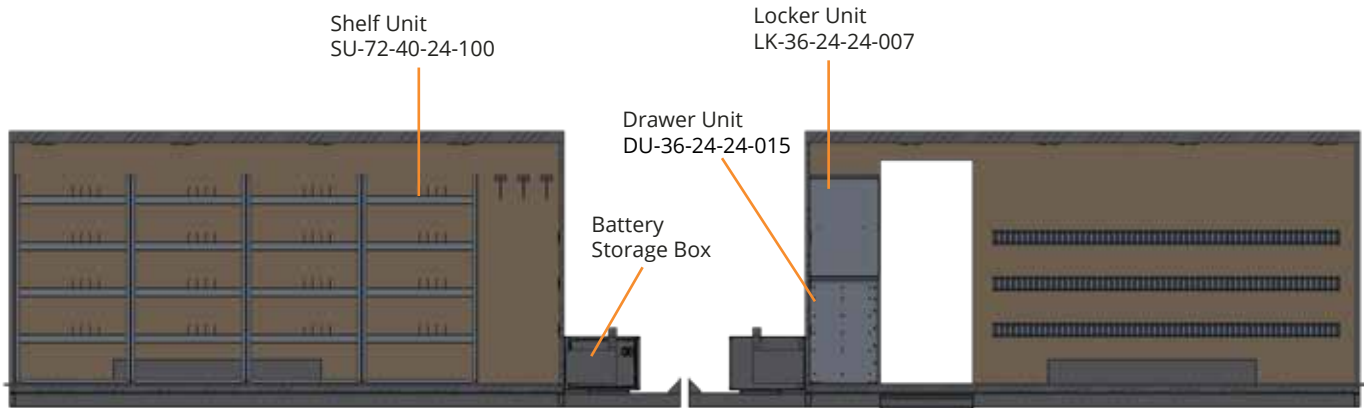 Shelf Unit
SU-72-40-24-100
Locker Unit
LK-36-24-24-007
Drawer Unit
DU-36-24-24-015
Battery
Storage Box